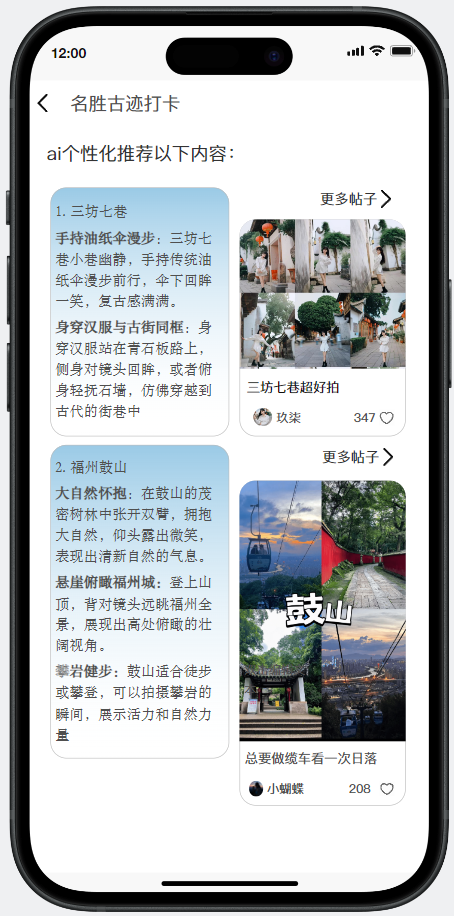 12:00
名胜古迹打卡
ai个性化推荐以下内容：
1. 三坊七巷
手持油纸伞漫步：三坊七
巷小巷幽静，手持传统油
纸伞漫步前行，伞下回眸
一笑，复古感满满。
身穿汉服与古街同框：身
穿汉服站在青石板路上，
侧身对镜头回眸，或者俯
身轻抚石墙，仿佛穿越到
古代的街巷中
更多帖子
三坊七巷超好拍
玖柒
347
2. 福州鼓山
大自然怀抱：在鼓山的茂
密树林中张开双臂，拥抱
大自然，仰头露出微笑，
表现出清新自然的气息。
悬崖俯瞰福州城：登上山
顶，背对镜头远眺福州全
景，展现出高处俯瞰的壮
阔视角。
攀岩健步：鼓山适合徒步
或攀登，可以拍摄攀岩的
瞬间，展示活力和自然力
量
更多帖子
鼓山
总要做缆车看一次日落
小蝴蝶
208